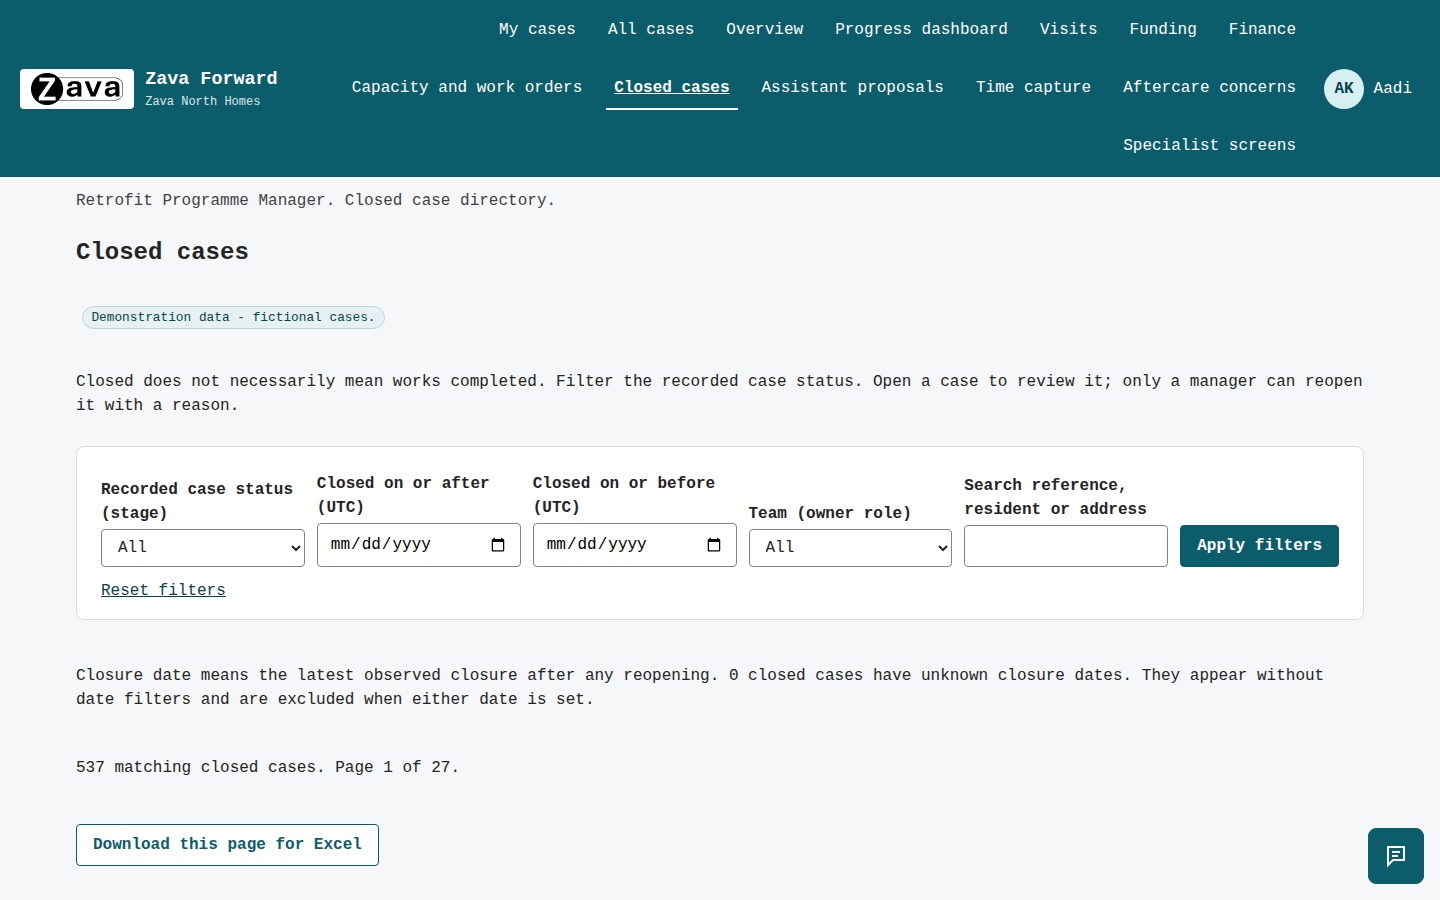 My cases All cases Overview Progress dashboard Visits Funding Finance
Zava
Zava Forward
Zava North Homes
Capacity and work orders Closed cases Assistant proposals Time capture Aftercare concerns
AK Aadi
Specialist screens
Retrofit Programme Manager. Closed case directory.
Closed cases
Demonstration data - fictional cases.
Closed does not necessarily mean works completed. Filter the recorded case status. Open a case to review it; only a manager can reopen
it with a reason.
Recorded case status
(stage)
All
Closed on or after
(UTC)
mm/dd/yyyy
Closed on or before
(UTC)
mm/dd/yyyy
Team (owner role)
All
Search reference,
resident or address
Apply filters
Reset filters
Closure date means the latest observed closure after any reopening. 0 closed cases have unknown closure dates. They appear without
date filters and are excluded when either date is set.
537 matching closed cases. Page 1 of 27.
Download this page for Excel